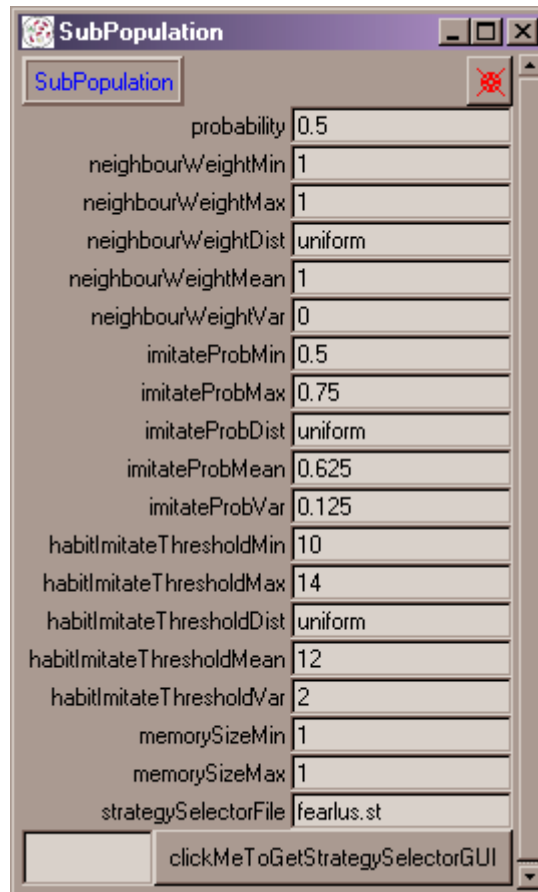 SubPopulation
SubPopulation
probability 0.5
neighbourWeightMin 1
neighbourWeightMax 1
neighbourWeightDist uniform
neighbourWeightMean 1
neighbourWeightVar 0
imitateProbMin 0.5
imitateProbMax 0.75
imitateProbDist uniform
imitateProbMean 0.625
imitateProbVar 0.125
habitImitateThresholdMin 10
habitImitateThresholdMax 14
habitImitateThresholdDist uniform
habitImitateThresholdMean 12
habitImitateThresholdVar 2
memorySizeMin 1
memorySizeMax 1
strategySelectorFile fearlus.st
clickMeToGetStrategySelectorGUI